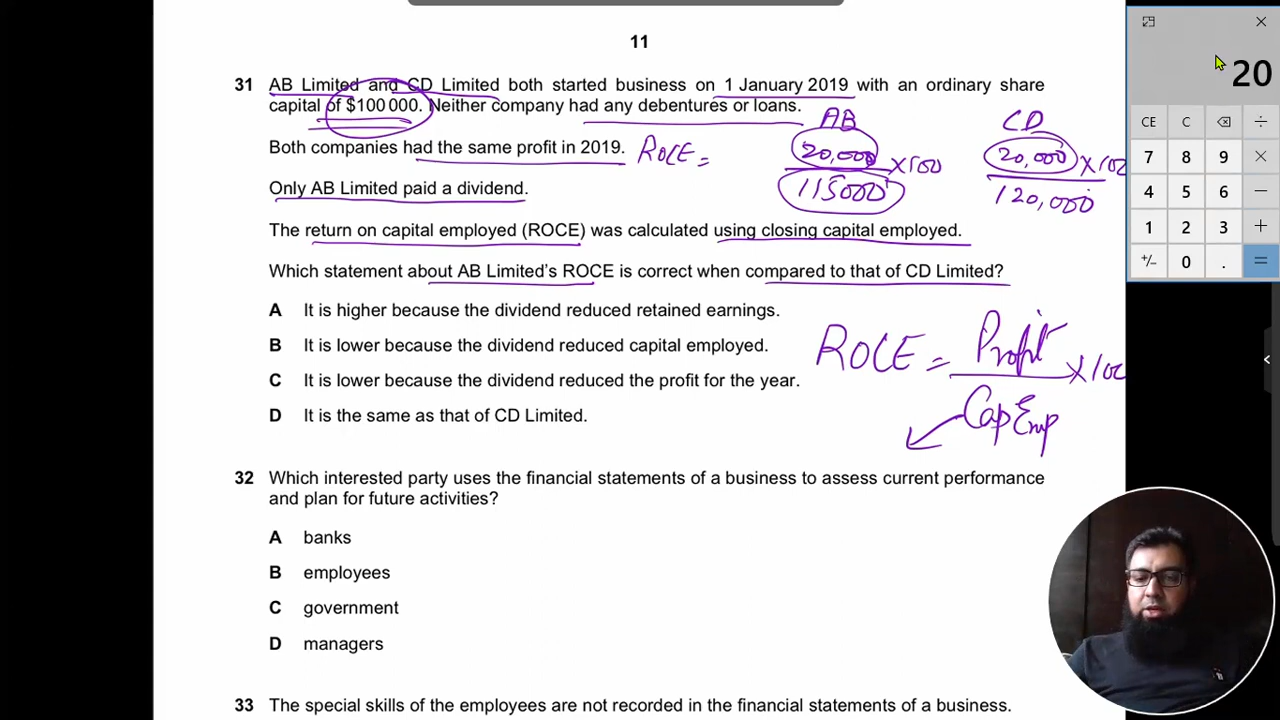 11
31 AB Limited and CD Limited both started business on 1 January 2019 with an ordinary share
capital of $100 000. Neither company had any debentures or loans.
AB CD
Both companies had the same profit in 2019. ROCE = 20,000 ×100 20,000 ×100
115000 120,000
Only AB Limited paid a dividend.
The return on capital employed (ROCE) was calculated using closing capital employed.
Which statement about AB Limited's ROCE is correct when compared to that of CD Limited?
A It is higher because the dividend reduced retained earnings.
B It is lower because the dividend reduced capital employed.
C It is lower because the dividend reduced the profit for the year.
D It is the same as that of CD Limited.
ROCE = Profit ×100
Cap Emp
32 Which interested party uses the financial statements of a business to assess current performance
and plan for future activities?
A banks
B employees
C government
D managers
33 The special skills of the employees are not recorded in the financial statements of a business.
20
CE C ⌫ ÷
7 8 9 ×
4 5 6 −
1 2 3 +
+/− 0 . =